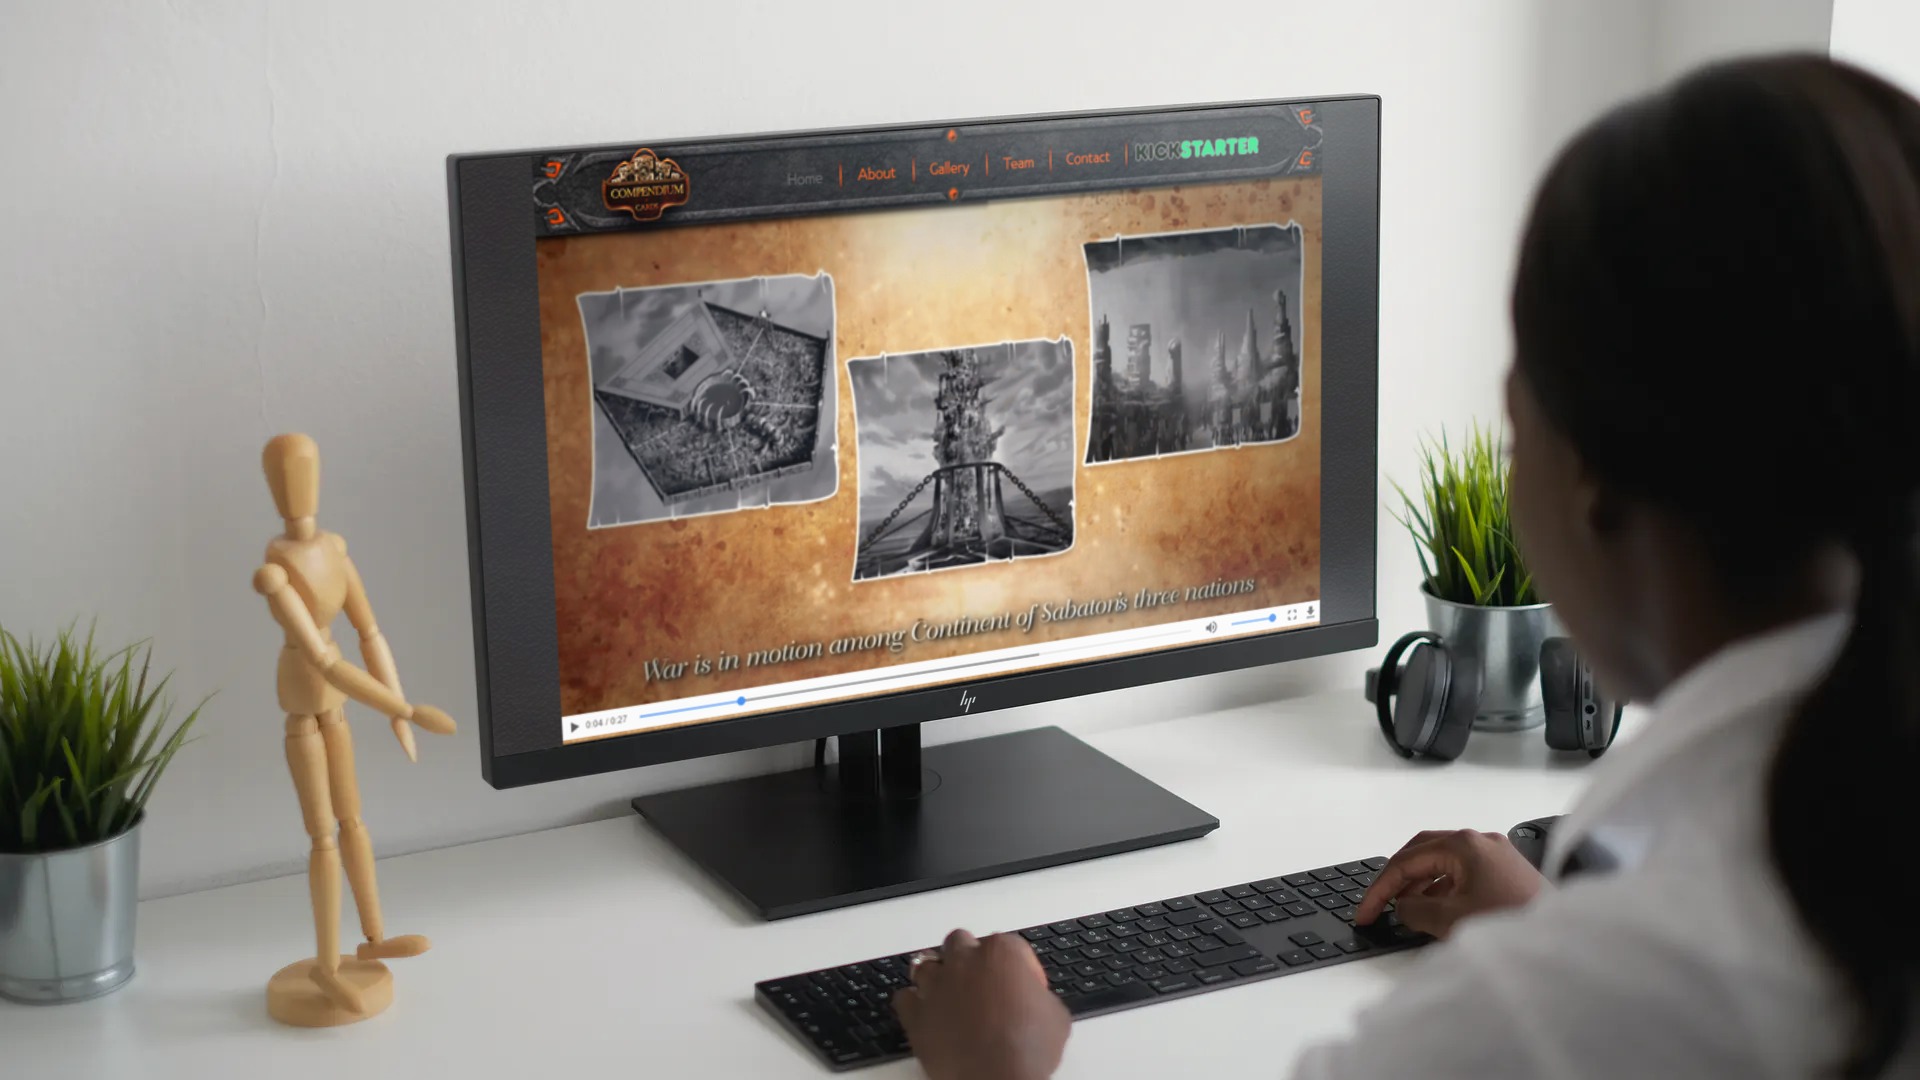 COMPENDIUM
CARDS
Home
About
Gallery
Team
Contact
KICKSTARTER
War is in motion among Continent of Sabaton's three nations
0:04 / 0:27
hp